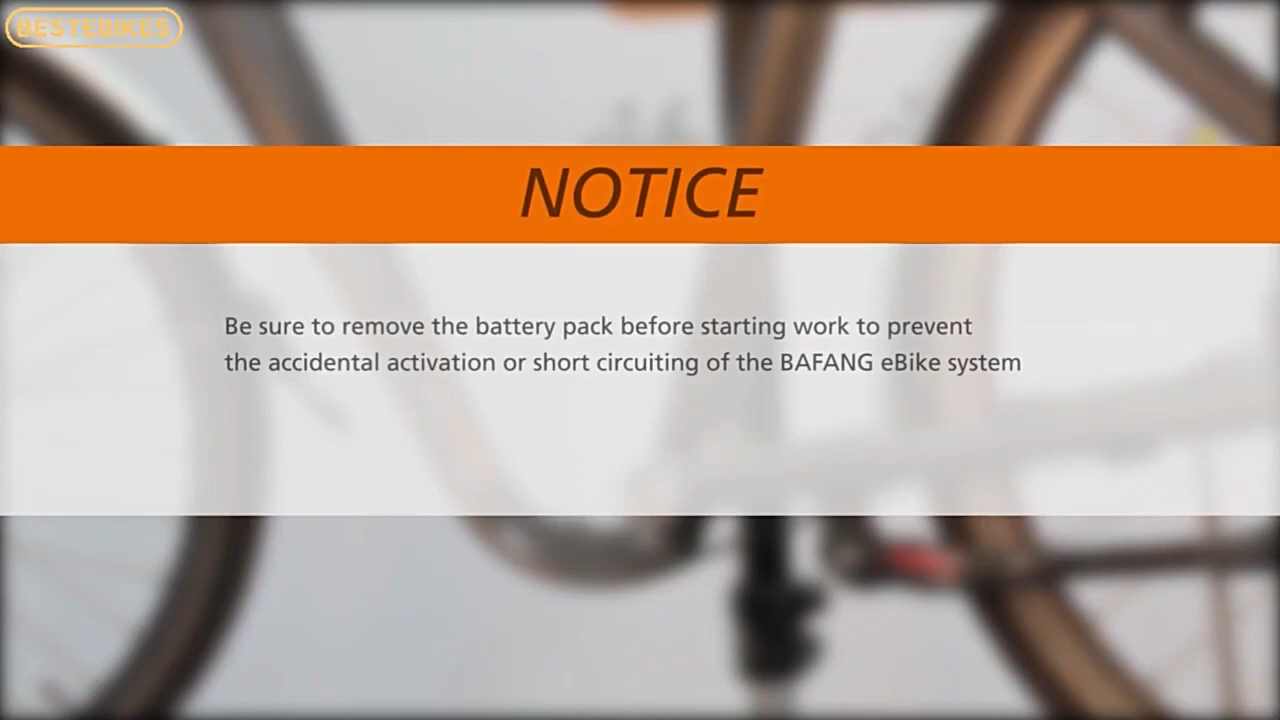 BESTEBIKES
NOTICE
Be sure to remove the battery pack before starting work to prevent
the accidental activation or short circuiting of the BAFANG eBike system